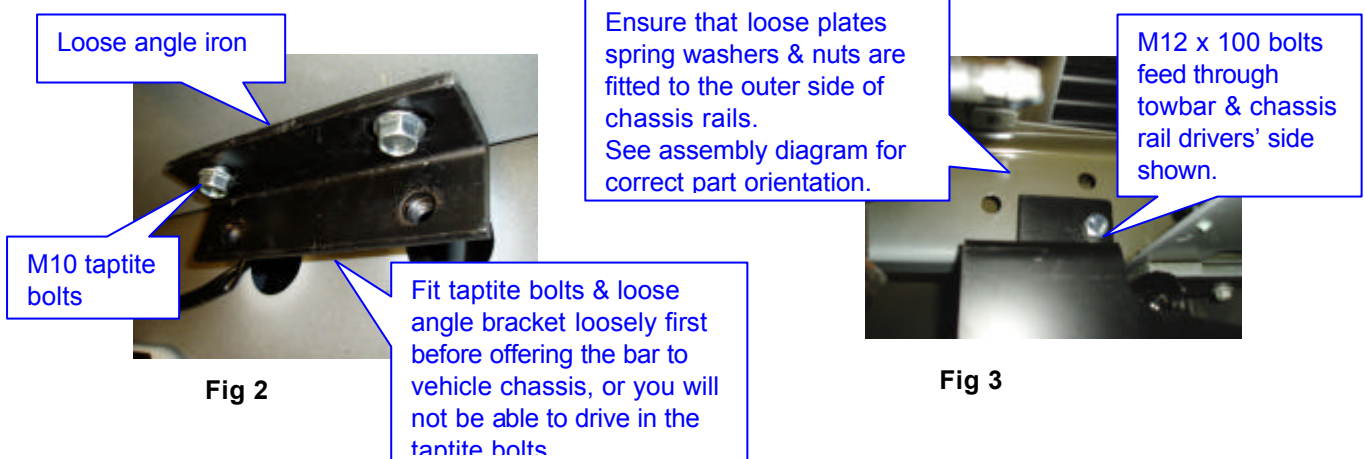 Loose angle iron
M10 taptite
bolts
Fit taptite bolts & loose
angle bracket loosely first
before offering the bar to
vehicle chassis, or you will
not be able to drive in the
taptite bolts
Fig 2
Ensure that loose plates
spring washers & nuts are
fitted to the outer side of
chassis rails.
See assembly diagram for
correct part orientation.
M12 x 100 bolts
feed through
towbar & chassis
rail drivers’ side
shown.
Fig 3